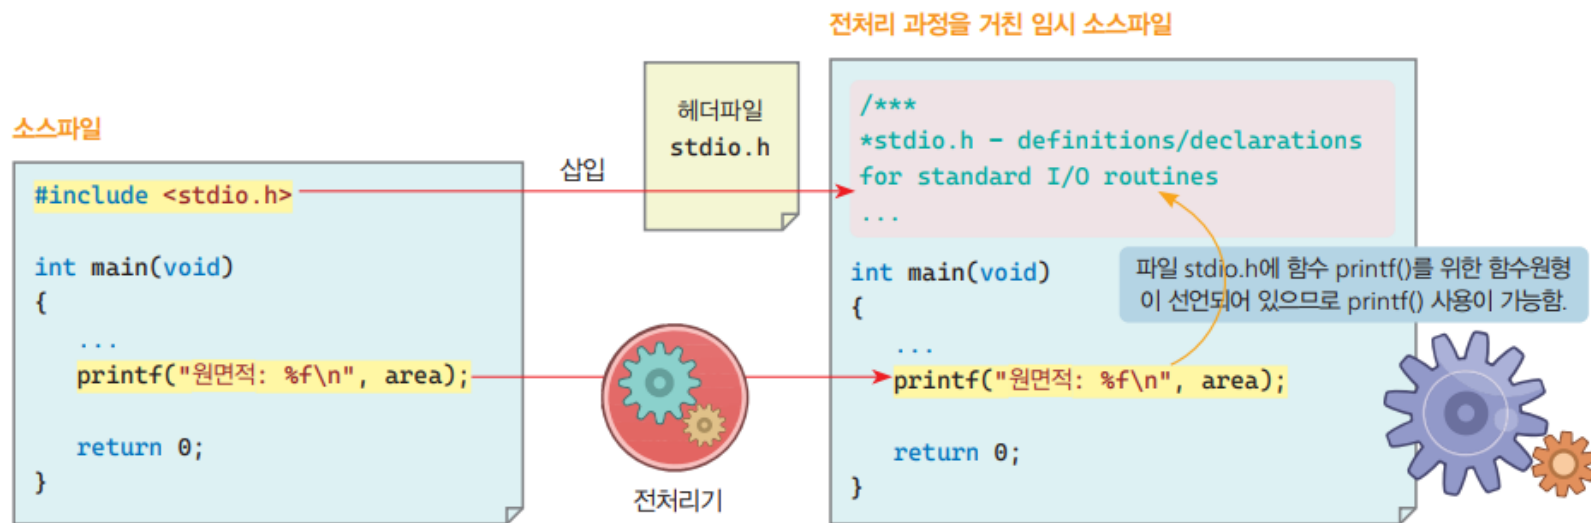 전처리 과정을 거친 임시 소스파일
소스파일
#include <stdio.h>
int main(void)
{
...
printf("원면적: %f\n", area);
return 0;
}
삽입
헤더파일
stdio.h
전처리기
/***
*stdio.h - definitions/declarations
for standard I/O routines
...
int main(void)
{
...
printf("원면적: %f\n", area);
return 0;
}
파일 stdio.h에 함수 printf()를 위한 함수원형
이 선언되어 있으므로 printf() 사용이 가능함.